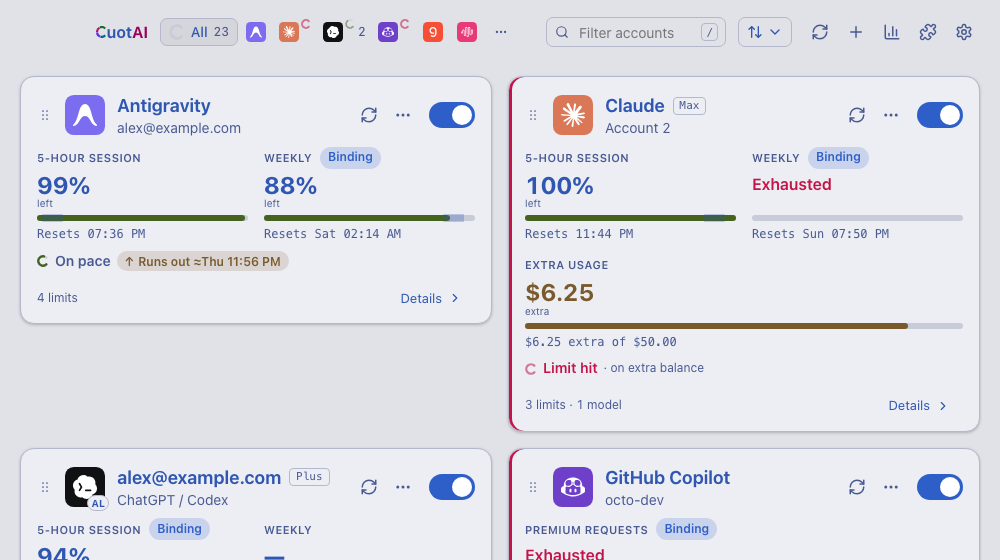 CuotAI
All 23
2
9
...
Filter accounts /
Antigravity
alex@example.com
5-HOUR SESSION
99%
left
Resets 07:36 PM
WEEKLY Binding
88%
left
Resets Sat 02:14 AM
On pace ↑ Runs out ≈Thu 11:56 PM
4 limits
Details
Claude Max
Account 2
5-HOUR SESSION
100%
left
Resets 11:44 PM
WEEKLY Binding
Exhausted
Resets Sun 07:50 PM
EXTRA USAGE
$6.25
extra
$6.25 extra of $50.00
Limit hit · on extra balance
3 limits · 1 model
Details
AL
alex@example.com Plus
ChatGPT / Codex
5-HOUR SESSION Binding
94%
WEEKLY
—
GitHub Copilot
octo-dev
PREMIUM REQUESTS Binding
Exhausted